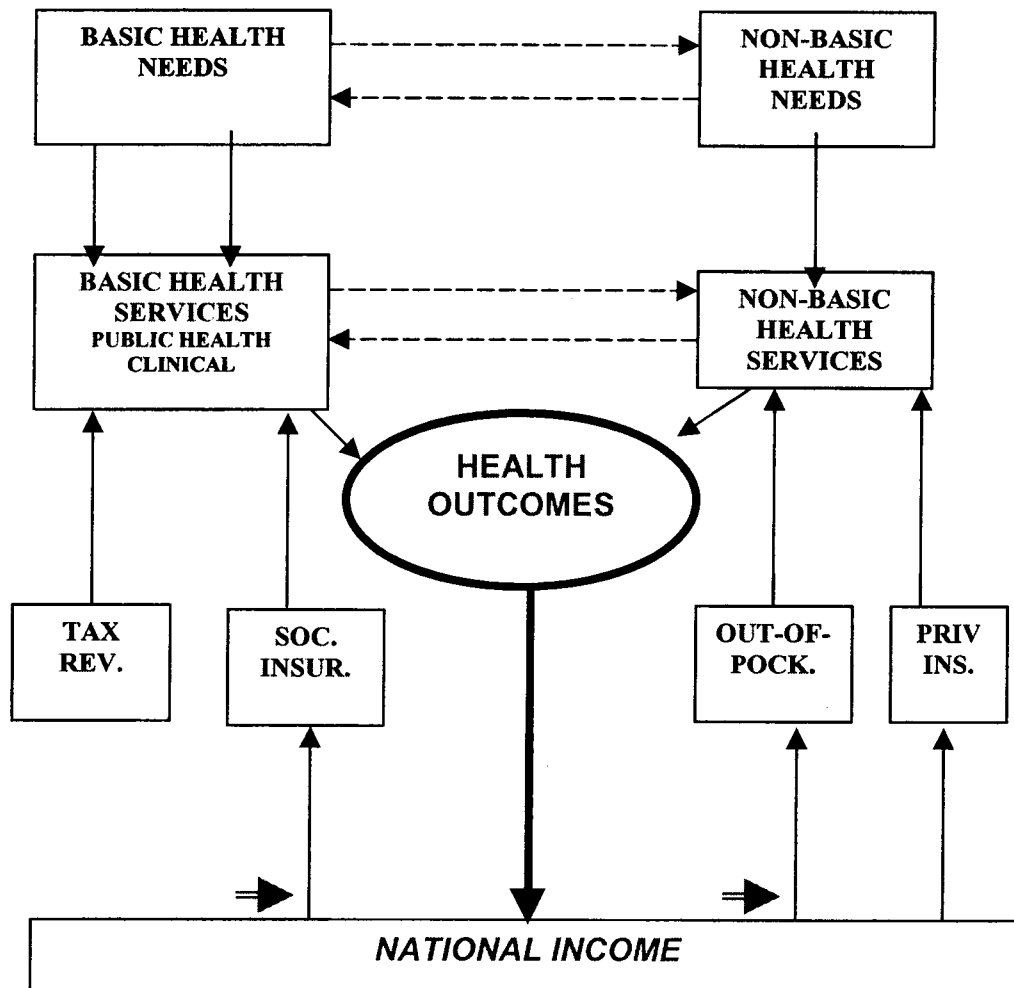 BASIC HEALTH
NEEDS
NON-BASIC
HEALTH
NEEDS
BASIC HEALTH
SERVICES
PUBLIC HEALTH
CLINICAL
NON-BASIC
HEALTH
SERVICES
HEALTH
OUTCOMES
TAX
REV.
SOC.
INSUR.
OUT-OF-
POCK.
PRIV
INS.
NATIONAL INCOME